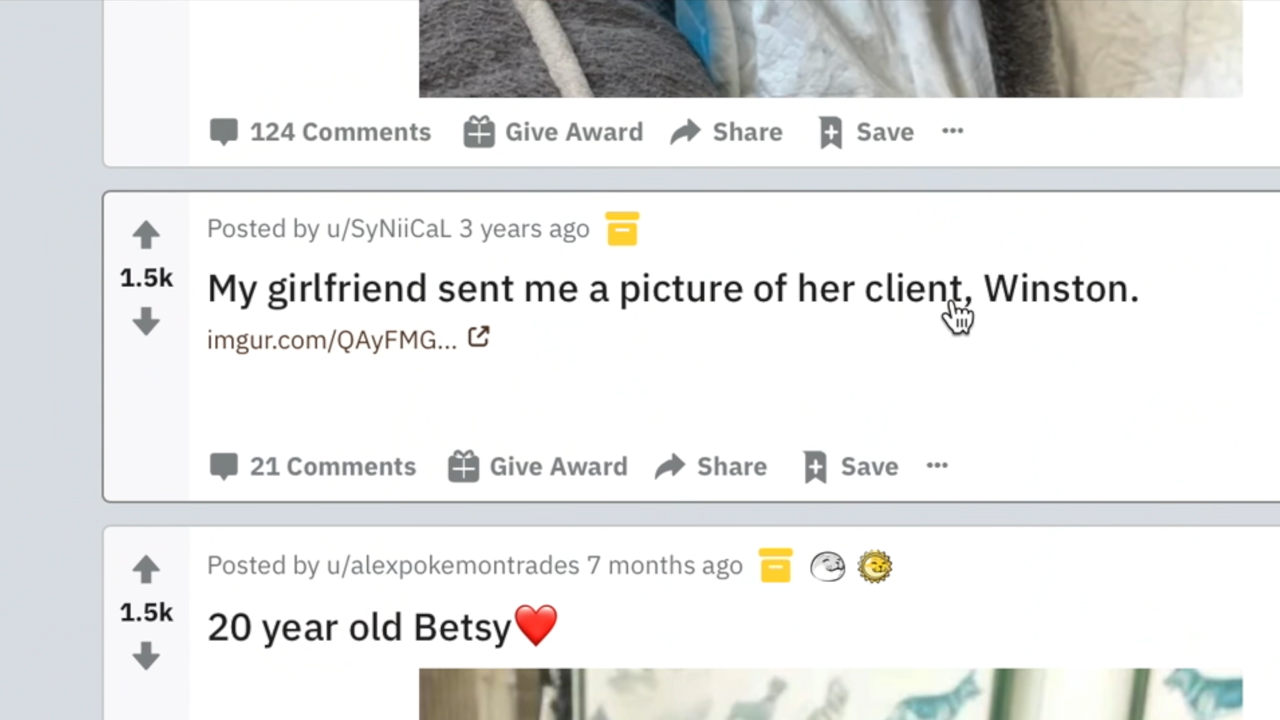 124 Comments Give Award Share Save ...
Posted by u/SyNiiCaL 3 years ago
1.5k
My girlfriend sent me a picture of her client, Winston.
imgur.com/QAyFMG...
21 Comments Give Award Share Save ...
Posted by u/alexpokemontrades 7 months ago
1.5k
20 year old Betsy❤️